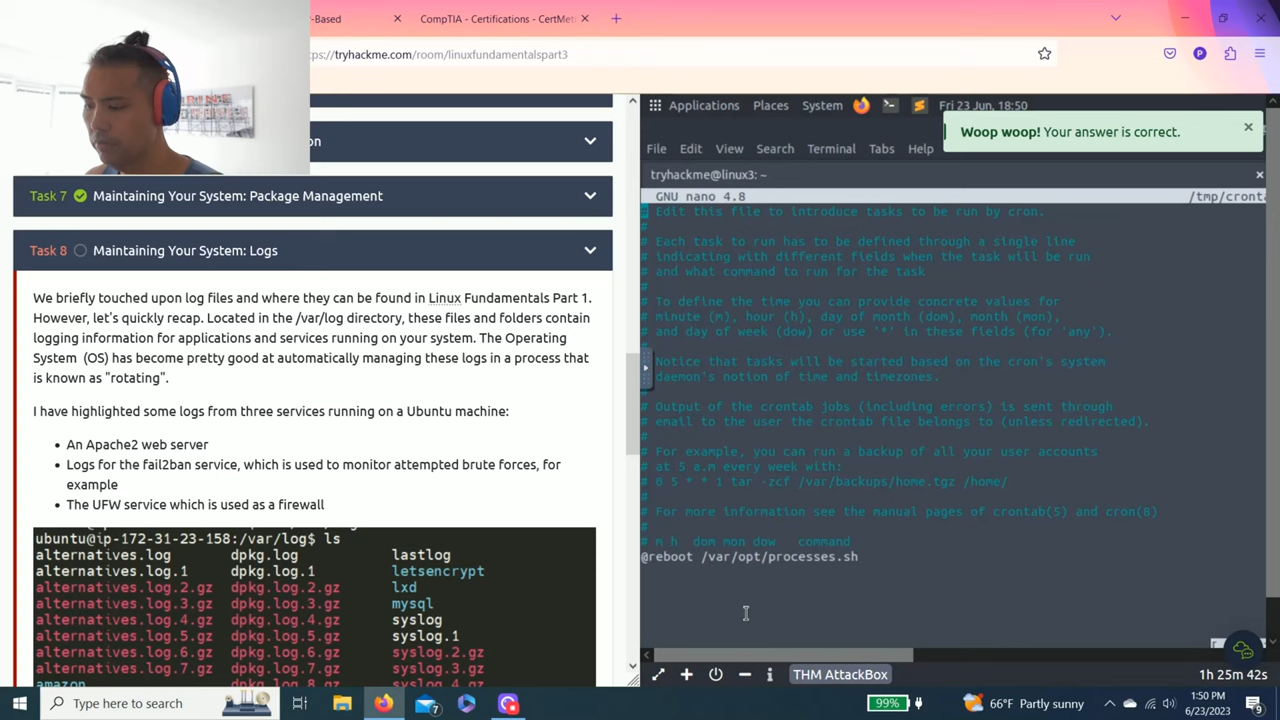 r-Based
CompTIA - Certifications - CertMet
tps://tryhackme.com/room/linuxfundamentalspart3
on
Task 7 Maintaining Your System: Package Management
Task 8 Maintaining Your System: Logs
We briefly touched upon log files and where they can be found in Linux Fundamentals Part 1.
However, let's quickly recap. Located in the /var/log directory, these files and folders contain
logging information for applications and services running on your system. The Operating
System (OS) has become pretty good at automatically managing these logs in a process that
is known as "rotating".
I have highlighted some logs from three services running on a Ubuntu machine:
• An Apache2 web server
• Logs for the fail2ban service, which is used to monitor attempted brute forces, for
example
• The UFW service which is used as a firewall
ubuntu@ip-172-31-23-158:/var/log$ ls
alternatives.log dpkg.log lastlog
alternatives.log.1 dpkg.log.1 letsencrypt
alternatives.log.2.gz dpkg.log.2.gz lxd
alternatives.log.3.gz dpkg.log.3.gz mysql
alternatives.log.4.gz dpkg.log.4.gz syslog
alternatives.log.5.gz dpkg.log.5.gz syslog.1
alternatives.log.6.gz dpkg.log.6.gz syslog.2.gz
alternatives.log.7.gz dpkg.log.7.gz syslog.3.gz
amazon dpkg.log.8.gz syslog.4.gz
Applications Places System Fri 23 Jun, 18:50
Woop woop! Your answer is correct.
File Edit View Search Terminal Tabs Help
tryhackme@linux3: ~
GNU nano 4.8 /tmp/cronta
# Edit this file to introduce tasks to be run by cron.
#
# Each task to run has to be defined through a single line
# indicating with different fields when the task will be run
# and what command to run for the task
#
# To define the time you can provide concrete values for
# minute (m), hour (h), day of month (dom), month (mon),
# and day of week (dow) or use '*' in these fields (for 'any').
#
# Notice that tasks will be started based on the cron's system
# daemon's notion of time and timezones.
#
# Output of the crontab jobs (including errors) is sent through
# email to the user the crontab file belongs to (unless redirected).
#
# For example, you can run a backup of all your user accounts
# at 5 a.m every week with:
# 0 5 * * 1 tar -zcf /var/backups/home.tgz /home/
#
# For more information see the manual pages of crontab(5) and cron(8)
#
# m h dom mon dow command
@reboot /var/opt/processes.sh
THM AttackBox
1h 25m 42s
Type here to search
7
99%
66°F Partly sunny
1:50 PM
6/23/2023
9